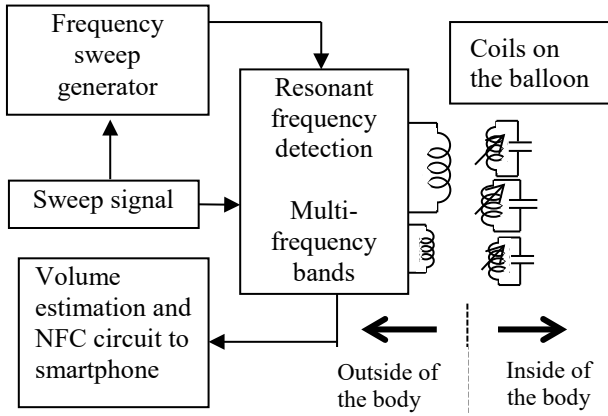 Frequency
sweep
generator
Resonant
frequency
detection
Multi-
frequency
bands
Coils on
the balloon
Sweep signal
Volume
estimation and
NFC circuit to
smartphone
Outside of
the body
Inside of
the body